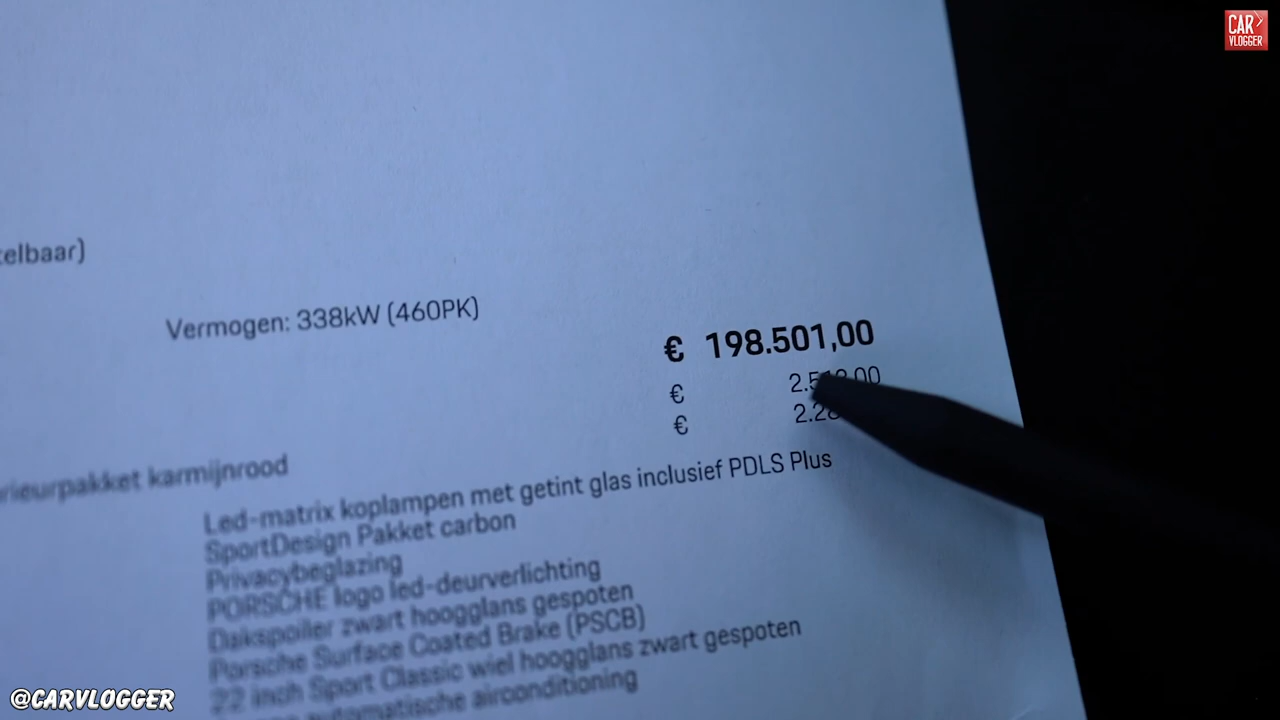 CAR
VLOGGER
telbaar)
Vermogen: 338kW (460PK)
€ 198.501,00
€
€
karmijnrood
Led-matrix koplampen met getint glas inclusief PDLS Plus
SportDesign Pakket carbon
Privacybeglazing
PORSCHE logo led-deurverlichting
Dakspoiler zwart hoogglans gespoten
Porsche Surface Coated Brake (PSCB)
22 inch Sport Classic wiel hoogglans zwart gespoten
automatische airconditioning
@CARVLOGGER